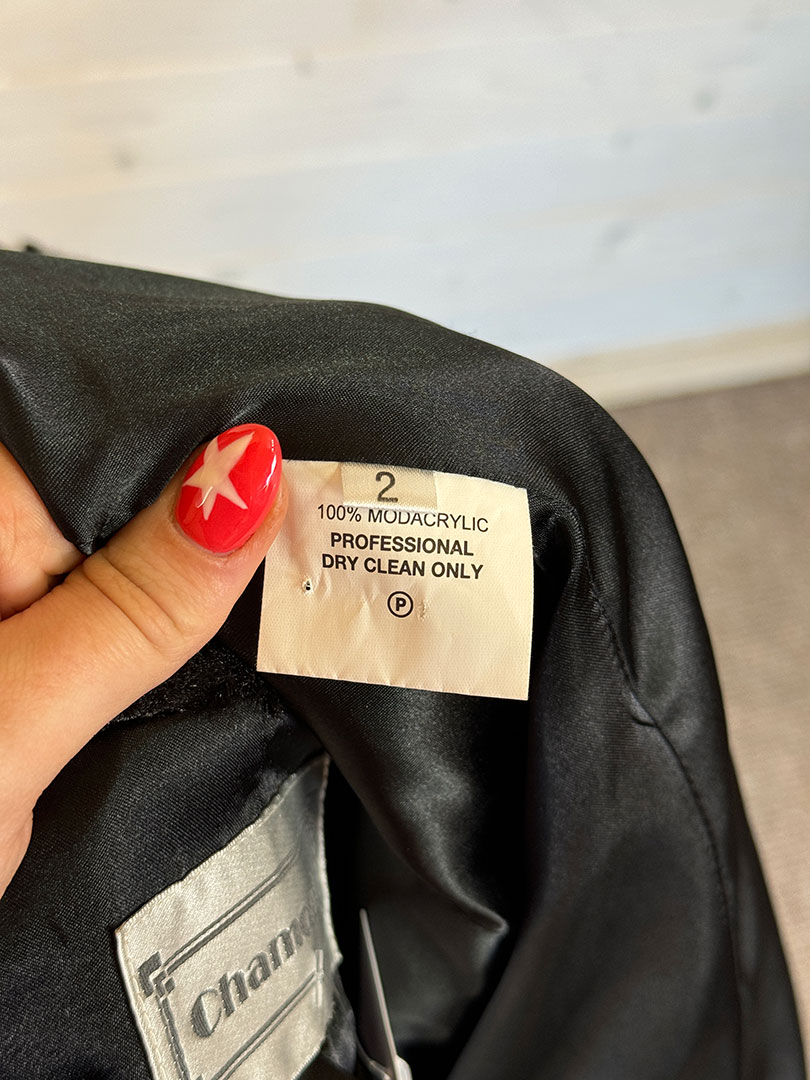 2
100% MODACRYLIC
PROFESSIONAL
DRY CLEAN ONLY
P